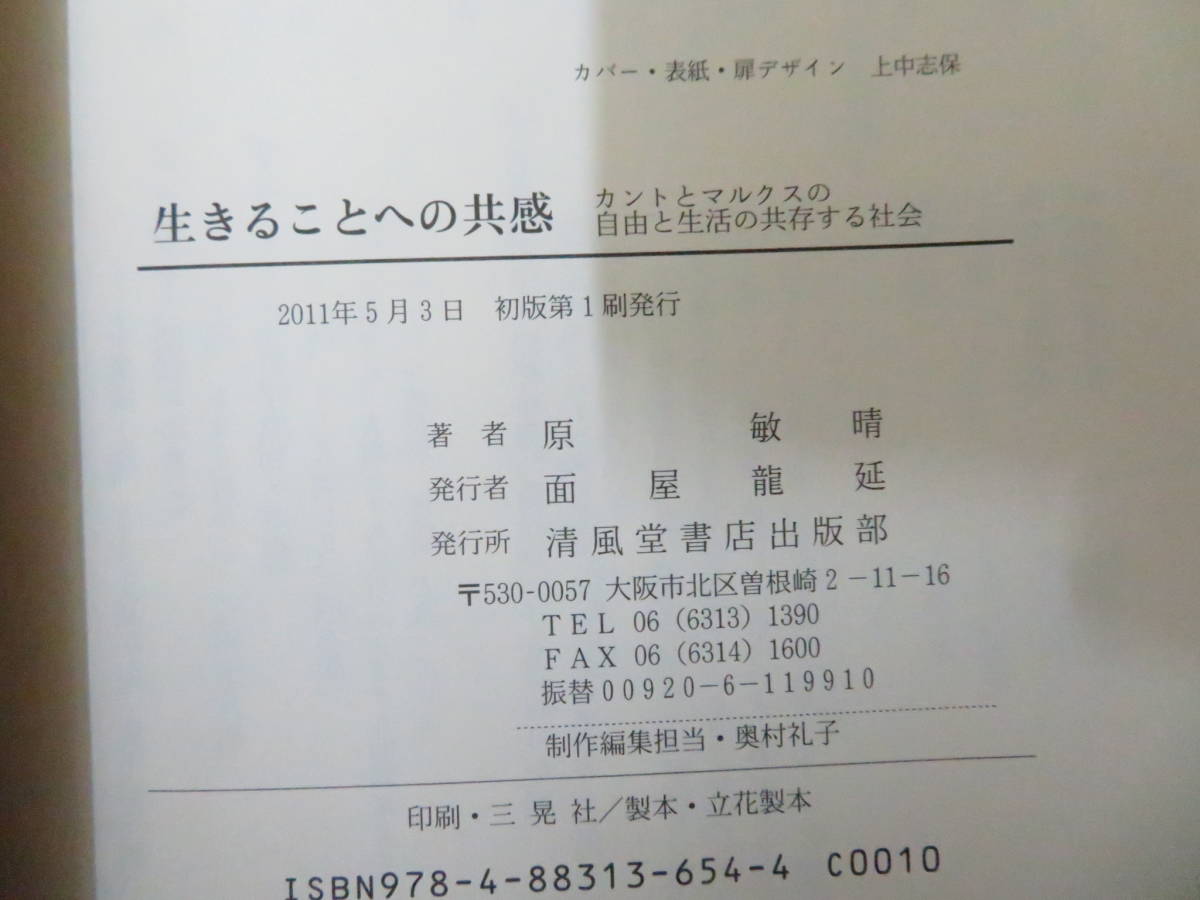 カバー・表紙・扉デザイン 上中志保
生きることへの共感 カントとマルクスの
自由と生活の共存する社会
2011年5月3日 初版第1刷発行
著者 原 敏晴
発行者 面屋龍延
発行所 清風堂書店出版部
〒530-0057 大阪市北区曽根崎2-11-16
TEL 06(6313)1390
FAX 06(6314)1600
振替00920-6-119910
制作編集担当・奥村礼子
印刷・三晃社/製本・立花製本
ISBN978-4-88313-654-4 C0010